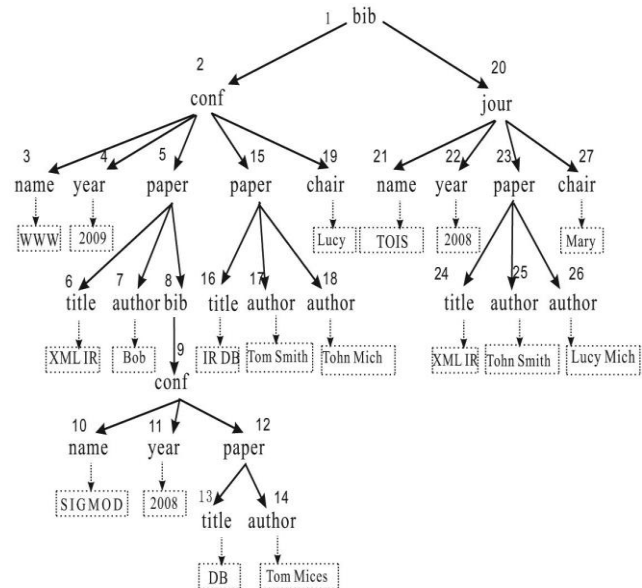 1 bib
2 20
conf jour
3 4 5 15 19 21 22 23 27
name year paper paper chair name year paper chair
WWW 2009 Lucy TOIS 2008 Mary
6 7 8 16 17 18 24 25 26
title author bib title author author title author author
XML IR Bob IR DB Tom Smith Tohn Mich XML IR Tohn Smith Lucy Mich
9
conf
10 11 12
name year paper
SIGMOD 2008 13 14
title author
DB Tom Mices